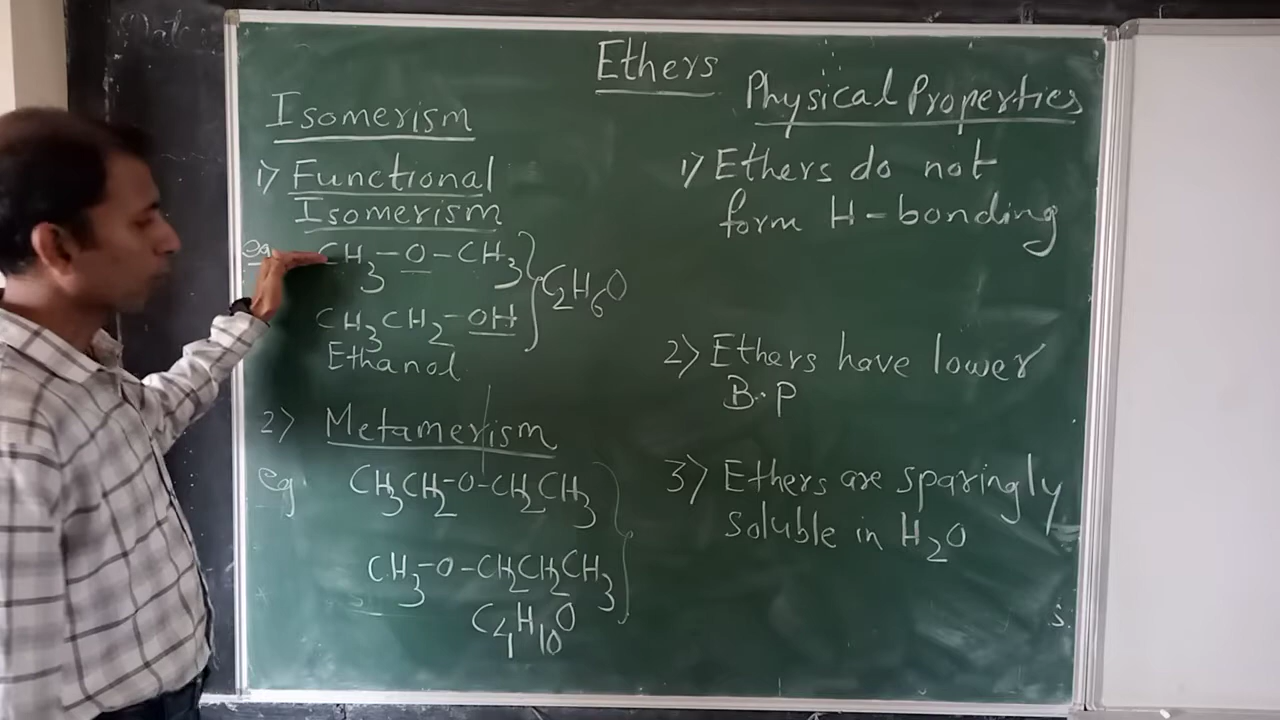 Ethers
Isomerism
1) Functional
Isomerism
eg CH3-O-CH3 } C2H6O
CH3CH2-OH
Ethanol
2) Metamerism
eg. CH3CH2-O-CH2CH3
CH3-O-CH2CH2CH3
C4H10O
Physical Properties
1) Ethers do not
form H-bonding
2) Ethers have lower
B.P
3) Ethers are sparingly
soluble in H2O
s.